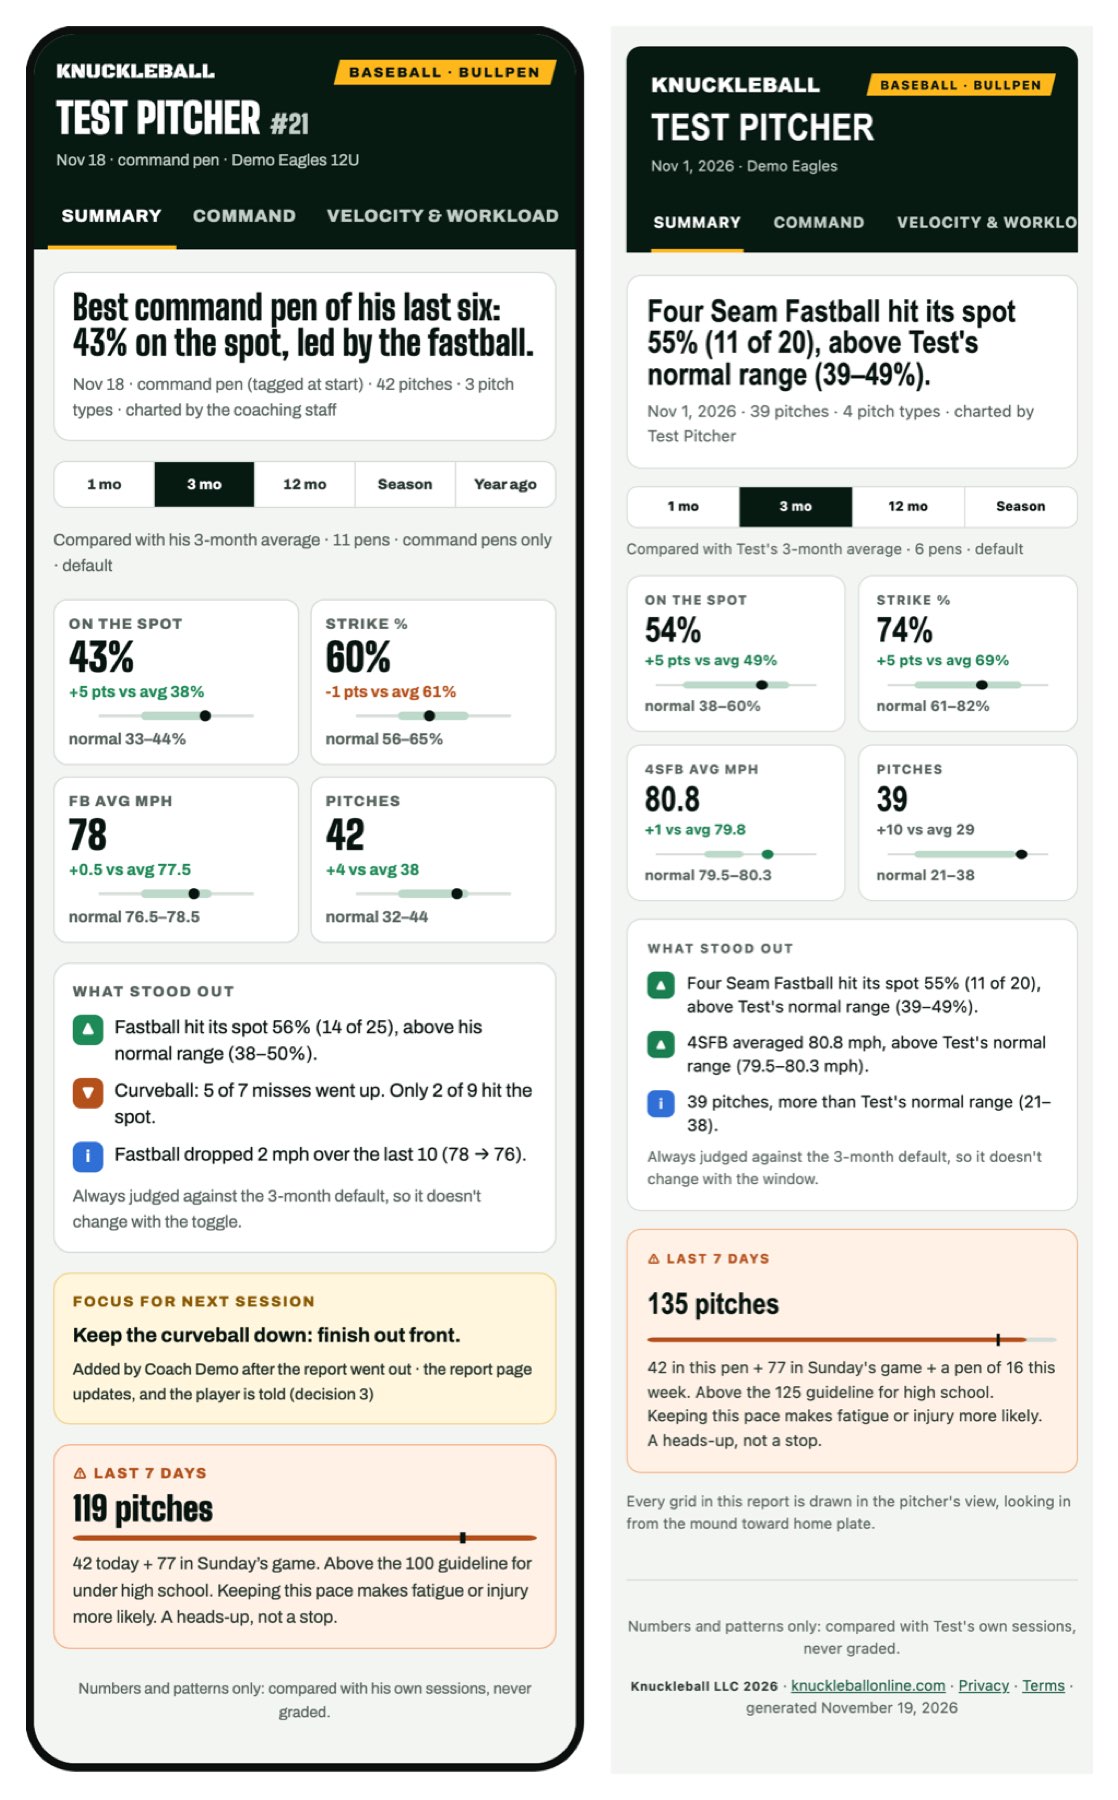 KNUCKLEBALL
BASEBALL · BULLPEN
TEST PITCHER #21
Nov 18 · command pen · Demo Eagles 12U
SUMMARY COMMAND VELOCITY & WORKLOAD
Best command pen of his last six:
43% on the spot, led by the fastball.
Nov 18 · command pen (tagged at start) · 42 pitches · 3 pitch
types · charted by the coaching staff
1 mo 3 mo 12 mo Season Year ago
Compared with his 3-month average · 11 pens · command pens only
· default
ON THE SPOT
43%
+5 pts vs avg 38%
normal 33–44%
STRIKE %
60%
-1 pts vs avg 61%
normal 56–65%
FB AVG MPH
78
+0.5 vs avg 77.5
normal 76.5–78.5
PITCHES
42
+4 vs avg 38
normal 32–44
WHAT STOOD OUT
Fastball hit its spot 56% (14 of 25), above his
normal range (38–50%).
Curveball: 5 of 7 misses went up. Only 2 of 9 hit the
spot.
i Fastball dropped 2 mph over the last 10 (78 → 76).
Always judged against the 3-month default, so it doesn't
change with the toggle.
FOCUS FOR NEXT SESSION
Keep the curveball down: finish out front.
Added by Coach Demo after the report went out · the report page
updates, and the player is told (decision 3)
⚠ LAST 7 DAYS
119 pitches
42 today + 77 in Sunday’s game. Above the 100 guideline for
under high school. Keeping this pace makes fatigue or injury
more likely. A heads-up, not a stop.
Numbers and patterns only: compared with his own sessions, never
graded.
KNUCKLEBALL
BASEBALL · BULLPEN
TEST PITCHER
Nov 1, 2026 · Demo Eagles
SUMMARY COMMAND VELOCITY & WORKLO
Four Seam Fastball hit its spot
55% (11 of 20), above Test's
normal range (39–49%).
Nov 1, 2026 · 39 pitches · 4 pitch types · charted by
Test Pitcher
1 mo 3 mo 12 mo Season
Compared with Test's 3-month average · 6 pens · default
ON THE SPOT
54%
+5 pts vs avg 49%
normal 38–60%
STRIKE %
74%
+5 pts vs avg 69%
normal 61–82%
4SFB AVG MPH
80.8
+1 vs avg 79.8
normal 79.5–80.3
PITCHES
39
+10 vs avg 29
normal 21–38
WHAT STOOD OUT
Four Seam Fastball hit its spot 55% (11 of 20),
above Test's normal range (39–49%).
4SFB averaged 80.8 mph, above Test's normal
range (79.5–80.3 mph).
i 39 pitches, more than Test's normal range (21–
38).
Always judged against the 3-month default, so it doesn't
change with the window.
⚠ LAST 7 DAYS
135 pitches
42 in this pen + 77 in Sunday's game + a pen of 16 this
week. Above the 125 guideline for high school.
Keeping this pace makes fatigue or injury more likely.
A heads-up, not a stop.
Every grid in this report is drawn in the pitcher's view, looking in
from the mound toward home plate.
Numbers and patterns only: compared with Test's own sessions,
never graded.
Knuckleball LLC 2026 · knuckleballonline.com · Privacy · Terms ·
generated November 19, 2026